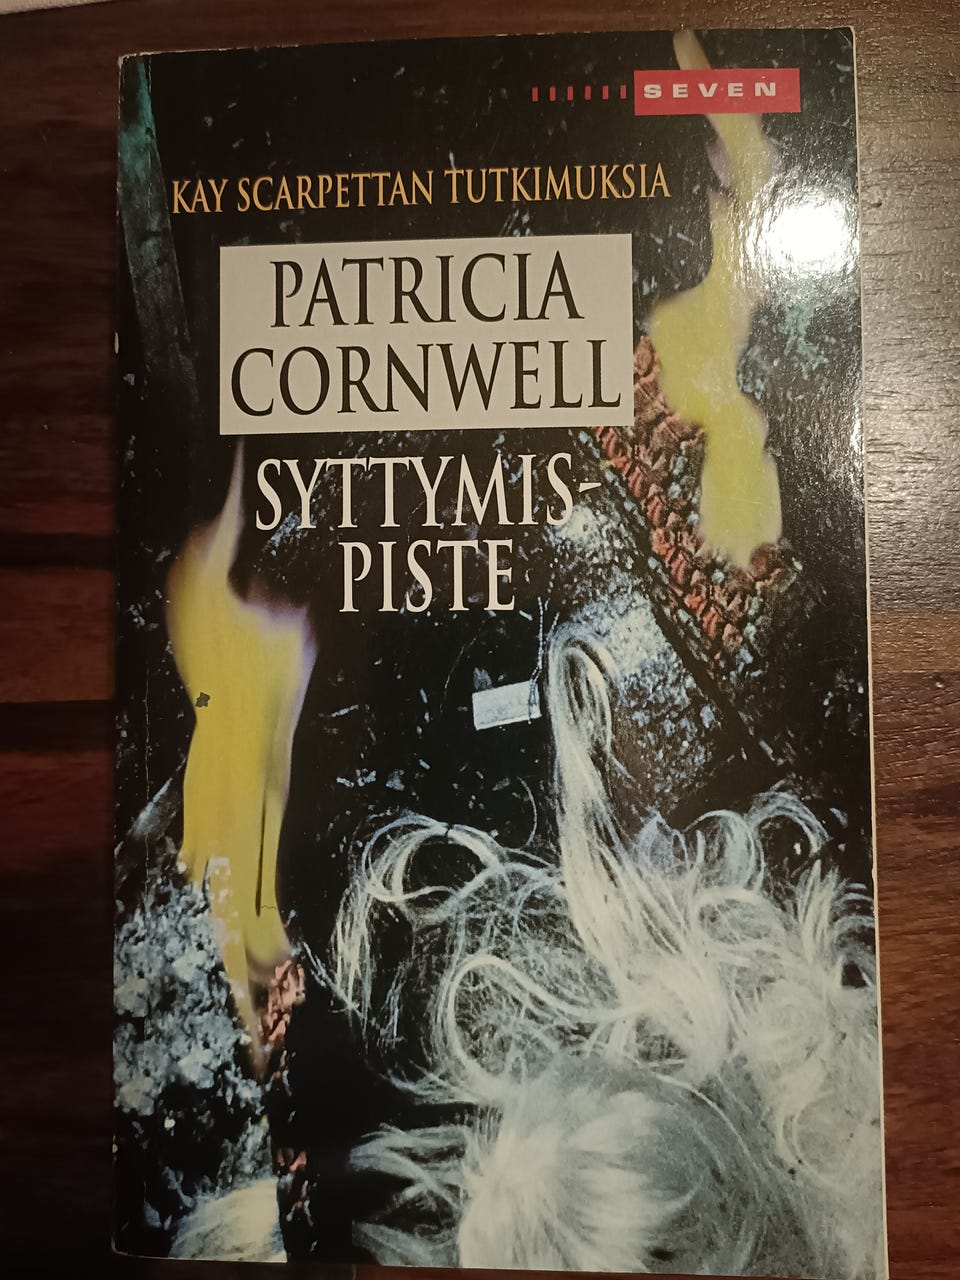 SEVEN
KAY SCARPETTAN TUTKIMUKSIA
PATRICIA
CORNWELL
SYTTYMIS-
PISTE